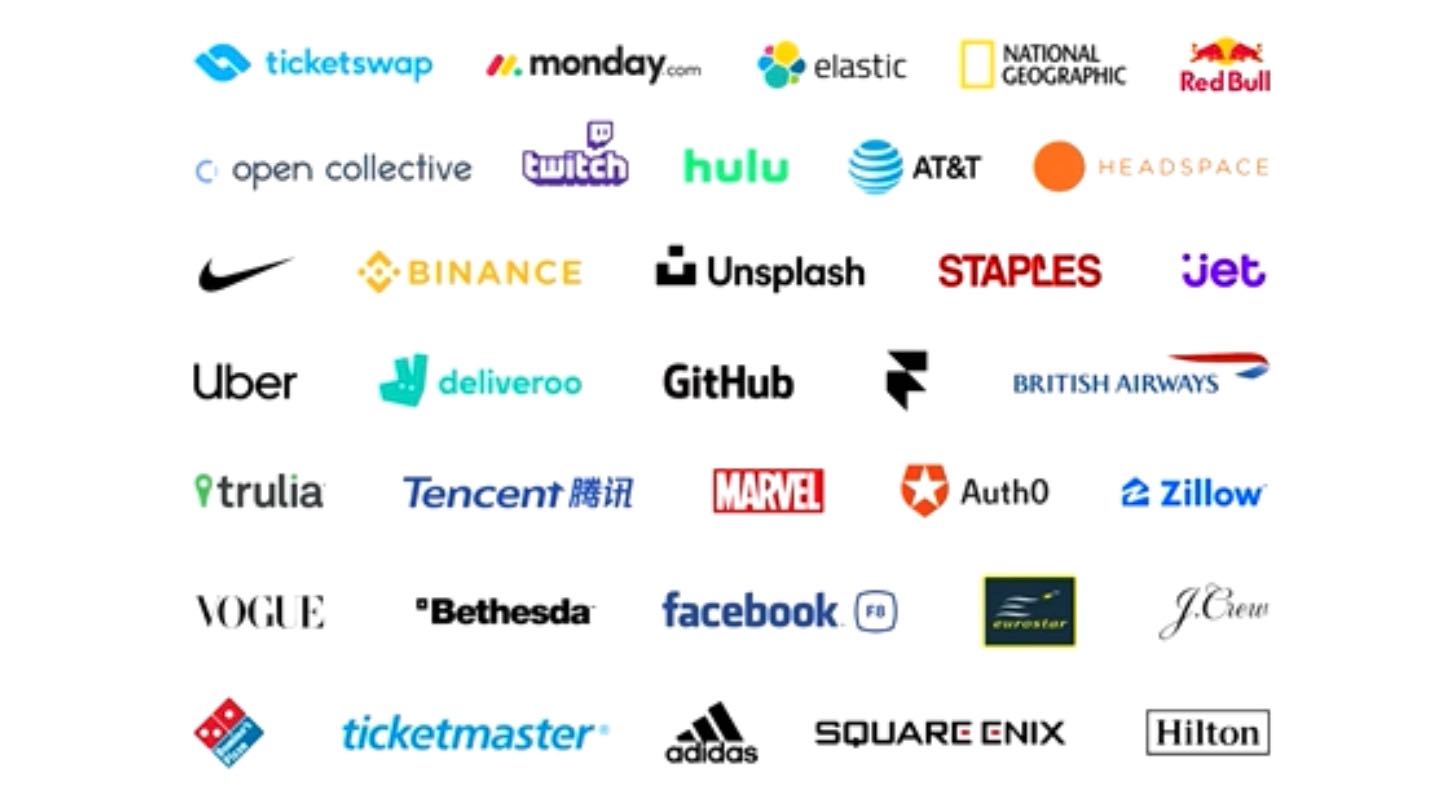 ticketswap monday.com elastic NATIONAL GEOGRAPHIC Red Bull
open collective twitch hulu AT&T HEADSPACE
BINANCE Unsplash STAPLES jet
Uber deliveroo GitHub BRITISH AIRWAYS
trulia Tencent 腾讯 MARVEL Auth0 Zillow
VOGUE Bethesda facebook F8 eurostar J.Crew
Domino's Pizza ticketmaster® adidas SQUARE ENIX Hilton